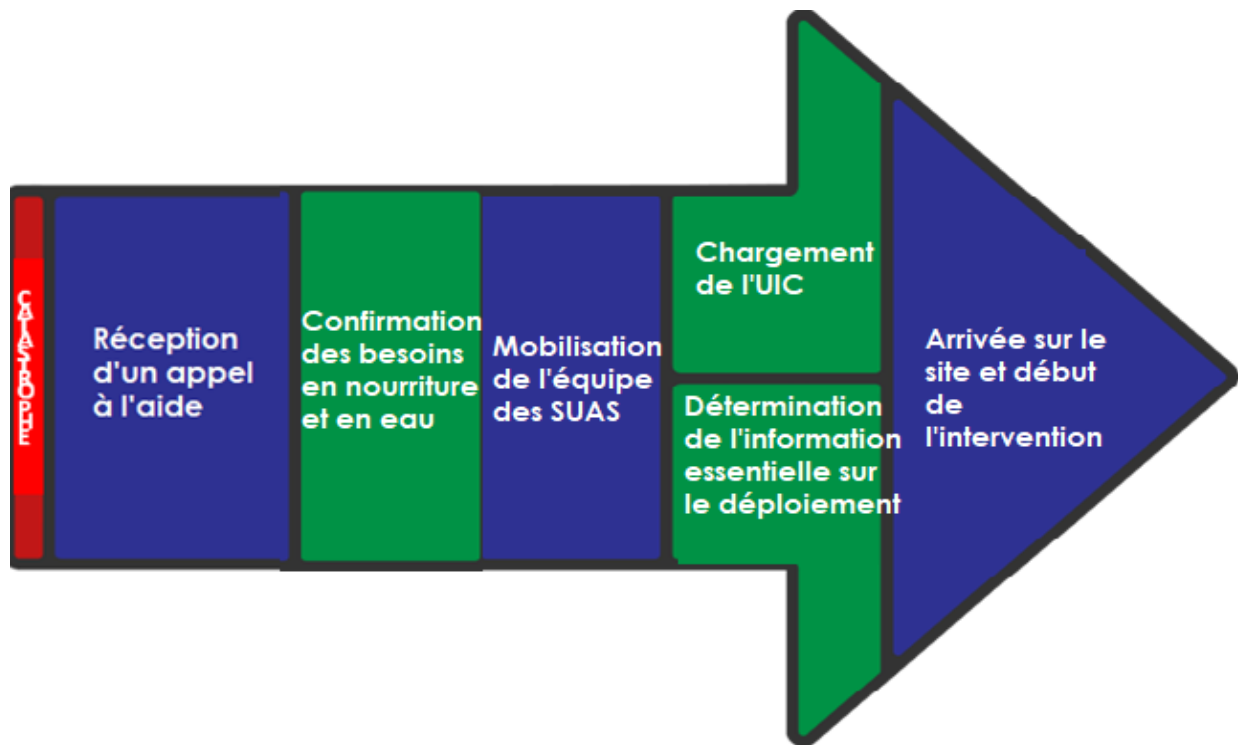 CATASTROPHE
Réception
d'un appel
à l'aide
Confirmation
des besoins
en nourriture
et en eau
Mobilisation
de l'équipe
des SUAS
Chargement
de l'UIC
Détermination
de l'information
essentielle sur
le déploiement
Arrivée sur le
site et début
de
l'intervention